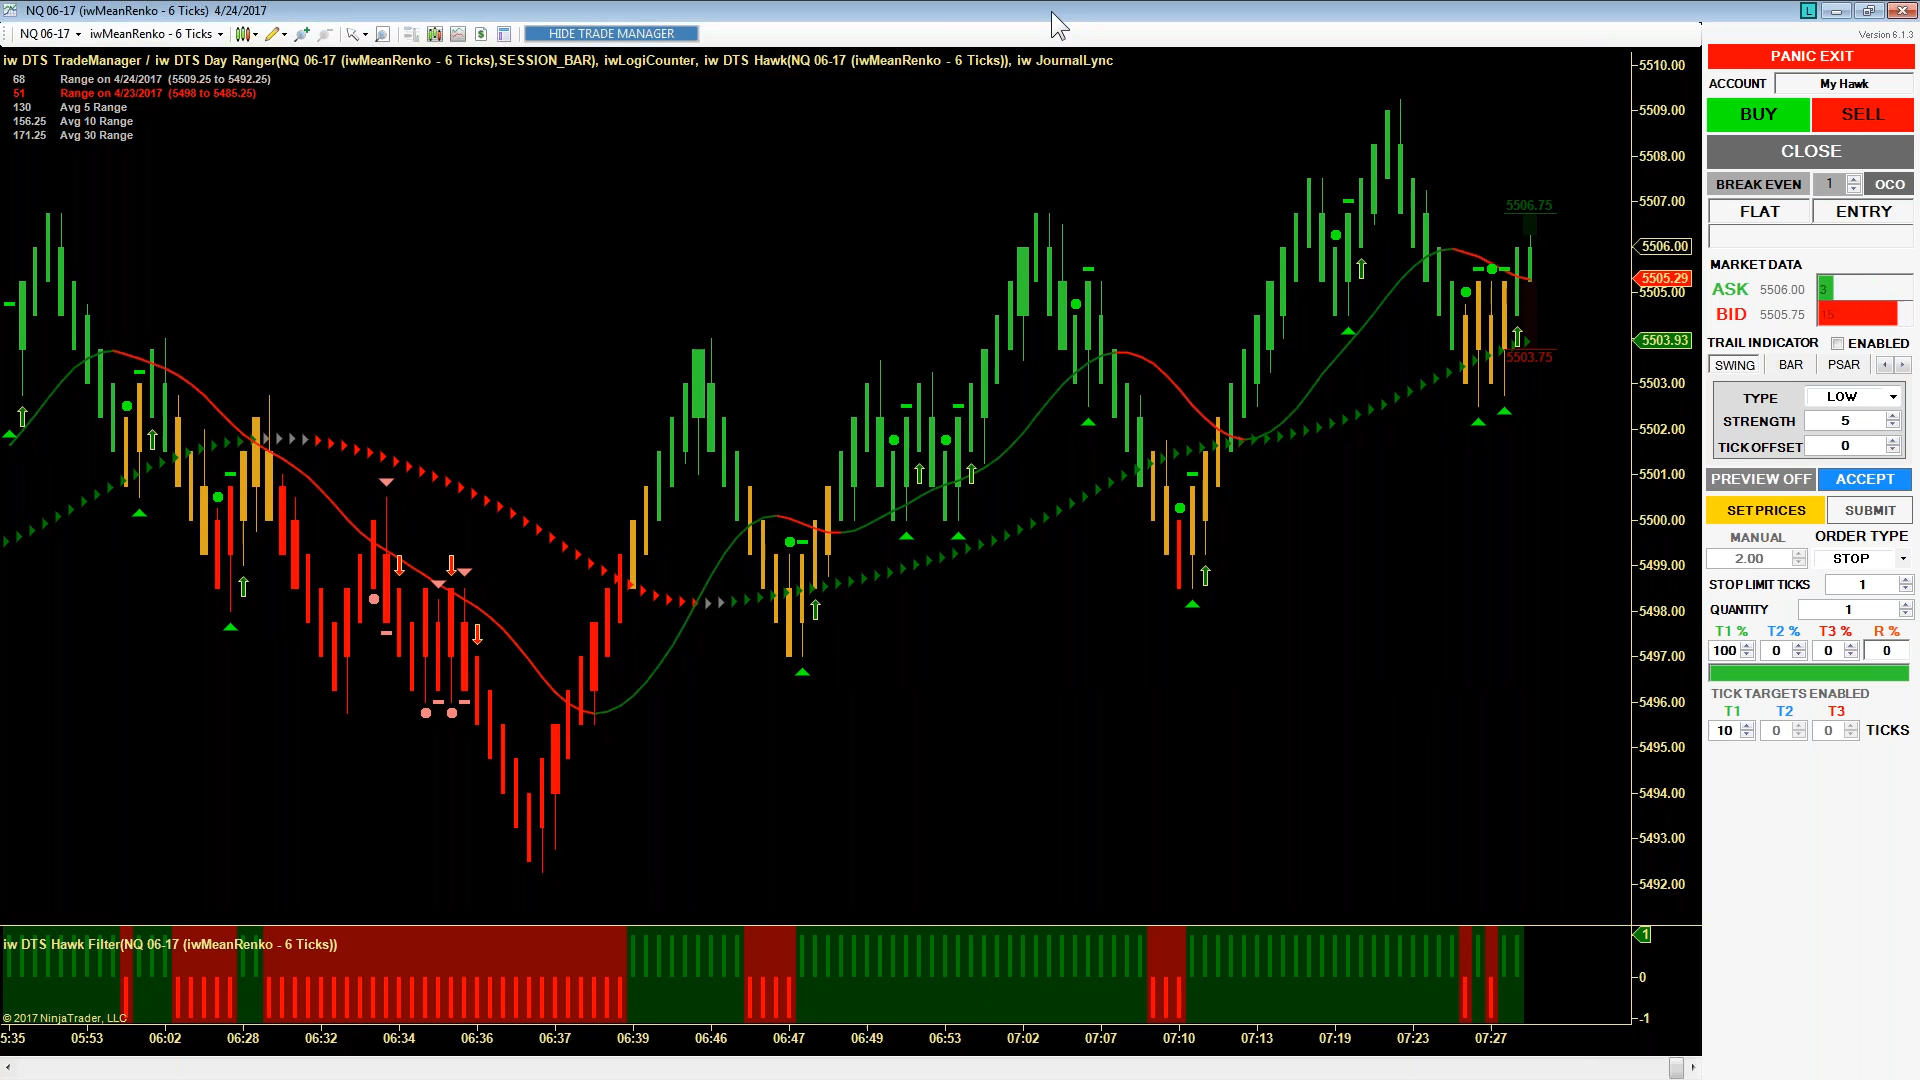 NQ 06-17 (iwMeanRenko - 6 Ticks)  4/24/2017
L
NQ 06-17 iwMeanRenko - 6 Ticks HIDE TRADE MANAGER
iw DTS TradeManager / iw DTS Day Ranger(NQ 06-17 (iwMeanRenko - 6 Ticks),SESSION_BAR), iwLogiCounter, iw DTS Hawk(NQ 06-17 (iwMeanRenko - 6 Ticks)), iw JournalLync
68 Range on 4/24/2017 (5509.25 to 5492.25)
51 Range on 4/23/2017 (5498 to 5485.25)
130 Avg 5 Range
156.25 Avg 10 Range
171.25 Avg 30 Range
5506.75
5503.75
5510.00
5509.00
5508.00
5507.00
5506.00
5505.29
5505.00
5503.93
5503.00
5502.00
5501.00
5500.00
5499.00
5498.00
5497.00
5496.00
5495.00
5494.00
5493.00
5492.00
iw DTS Hawk Filter(NQ 06-17 (iwMeanRenko - 6 Ticks))
1
0
-1
© 2017 NinjaTrader, LLC
5:35 05:53 06:02 06:28 06:32 06:34 06:36 06:37 06:39 06:46 06:47 06:49 06:53 07:02 07:07 07:10 07:13 07:19 07:23 07:27
Version 6.1.3
PANIC EXIT
ACCOUNT My Hawk
BUY SELL
CLOSE
BREAK EVEN 1 OCO
FLAT ENTRY
MARKET DATA
ASK 5506.00 3
BID 5505.75 15
TRAIL INDICATOR ENABLED
SWING BAR PSAR
TYPE LOW
STRENGTH 5
TICK OFFSET 0
PREVIEW OFF ACCEPT
SET PRICES SUBMIT
MANUAL ORDER TYPE
2.00 STOP
STOP LIMIT TICKS 1
QUANTITY 1
T1 % T2 % T3 % R %
100 0 0 0
TICK TARGETS ENABLED
T1 T2 T3
10 0 0 TICKS